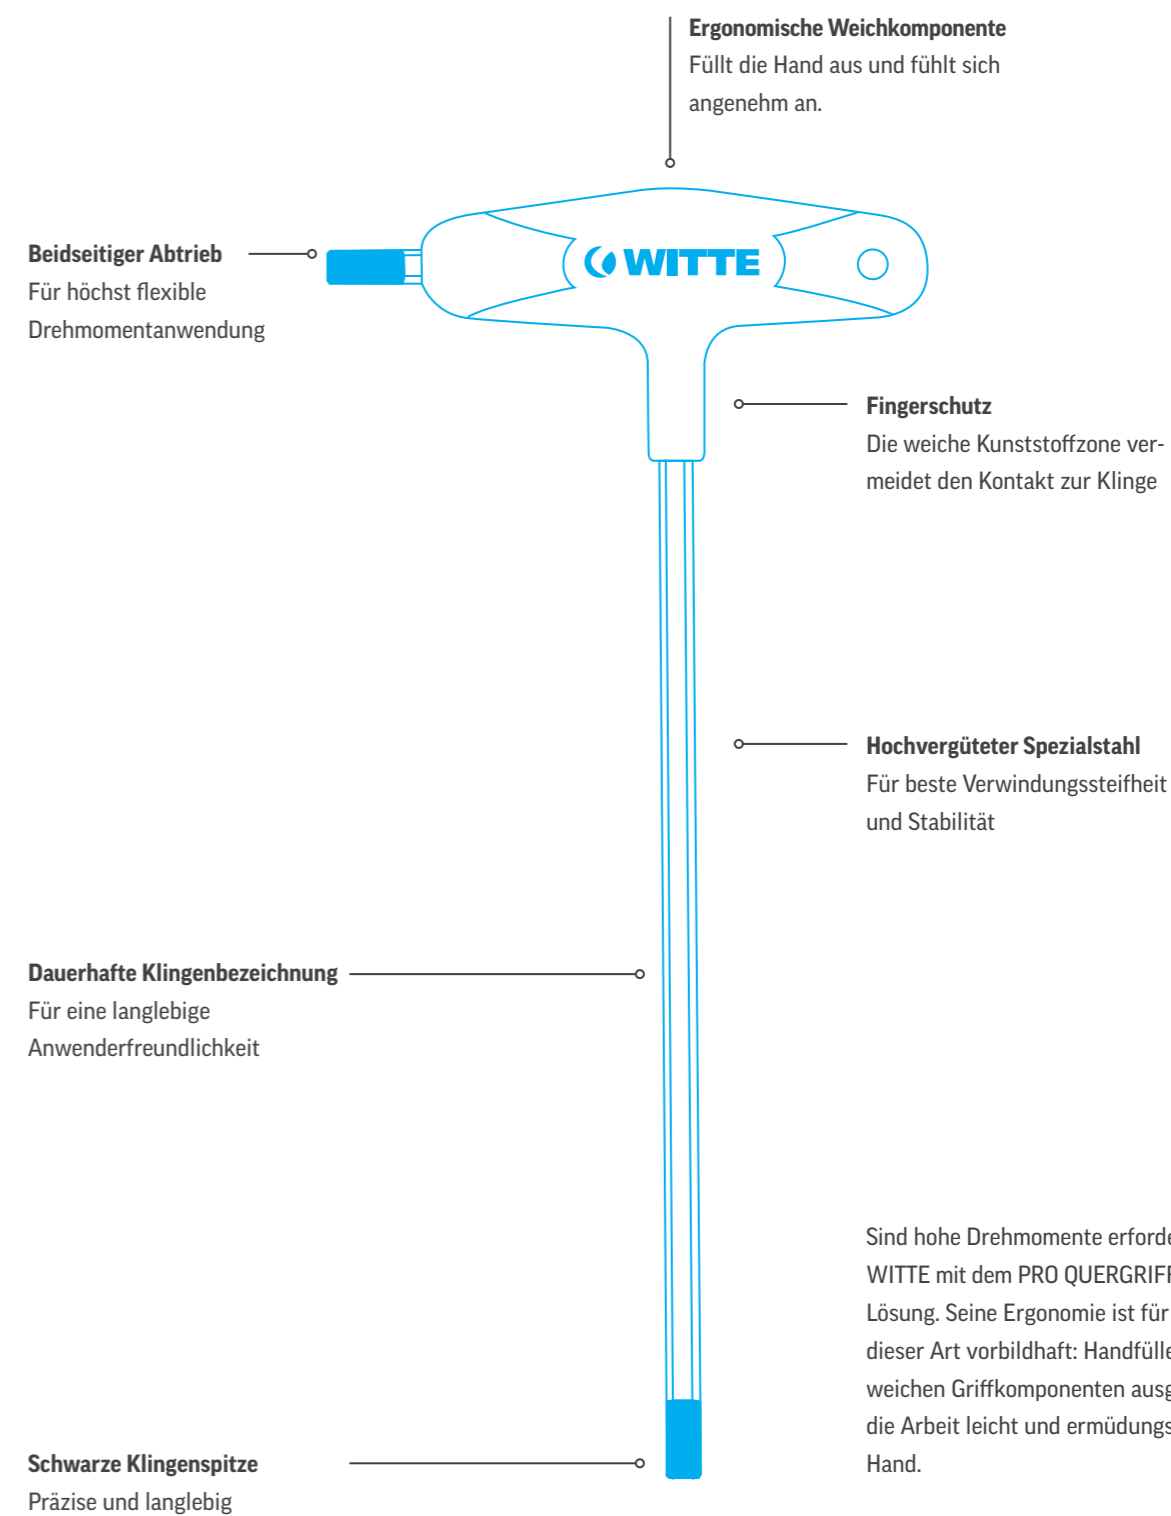 Ergonomische Weichkomponente
Füllt die Hand aus und fühlt sich
angenehm an.
Beidseitiger Abtrieb
Für höchst flexible
Drehmomentanwendung
WITTE
Fingerschutz
Die weiche Kunststoffzone ver-
meidet den Kontakt zur Klinge
Hochvergüteter Spezialstahl
Für beste Verwindungssteifheit
und Stabilität
Dauerhafte Klingenbezeichnung
Für eine langlebige
Anwenderfreundlichkeit
Sind hohe Drehmomente
WITTE mit dem PRO QUERGRIFF
Lösung. Seine Ergonomie ist für
dieser Art vorbildhaft:
weichen Griffkomponenten
die Arbeit leicht und
Hand.
Schwarze Klingenspitze
Präzise und langlebig